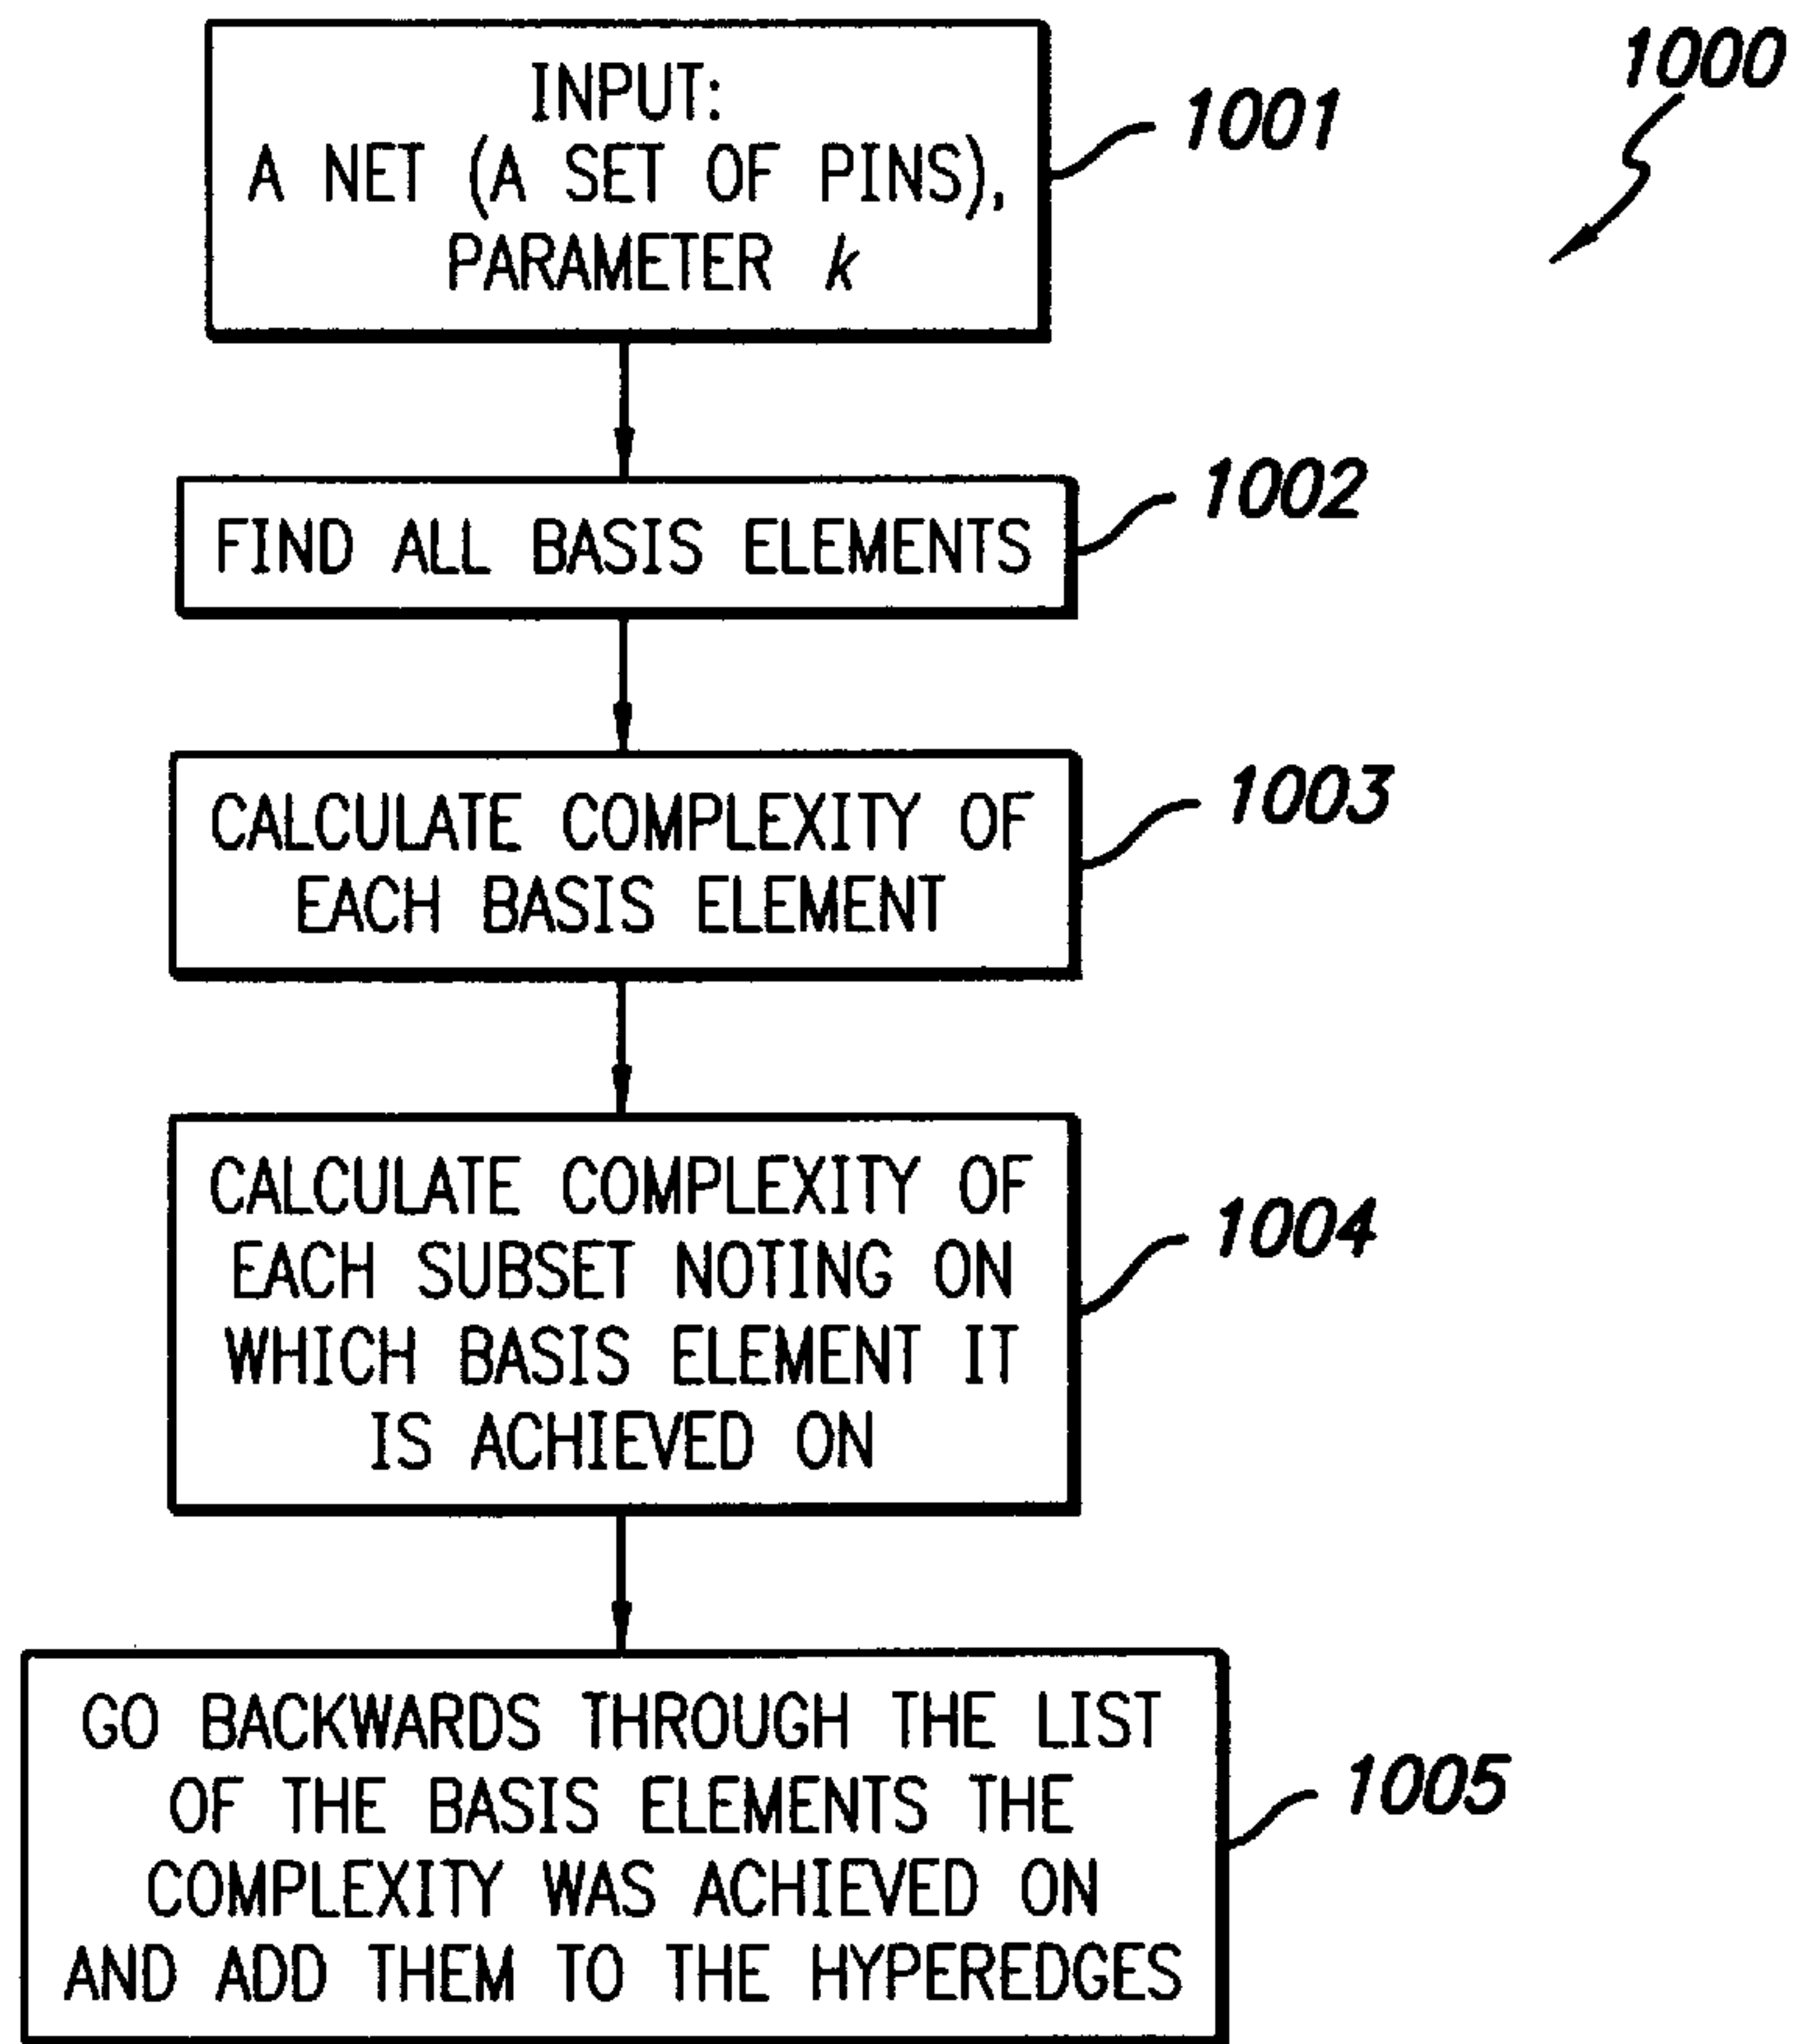 1000
INPUT:
A NET (A SET OF PINS),
PARAMETER k
1001
FIND ALL BASIS ELEMENTS
1002
CALCULATE COMPLEXITY OF
EACH BASIS ELEMENT
1003
CALCULATE COMPLEXITY OF
EACH SUBSET NOTING ON
WHICH BASIS ELEMENT IT
IS ACHIEVED ON
1004
GO BACKWARDS THROUGH THE LIST
OF THE BASIS ELEMENTS THE
COMPLEXITY WAS ACHIEVED ON
AND ADD THEM TO THE HYPEREDGES
1005